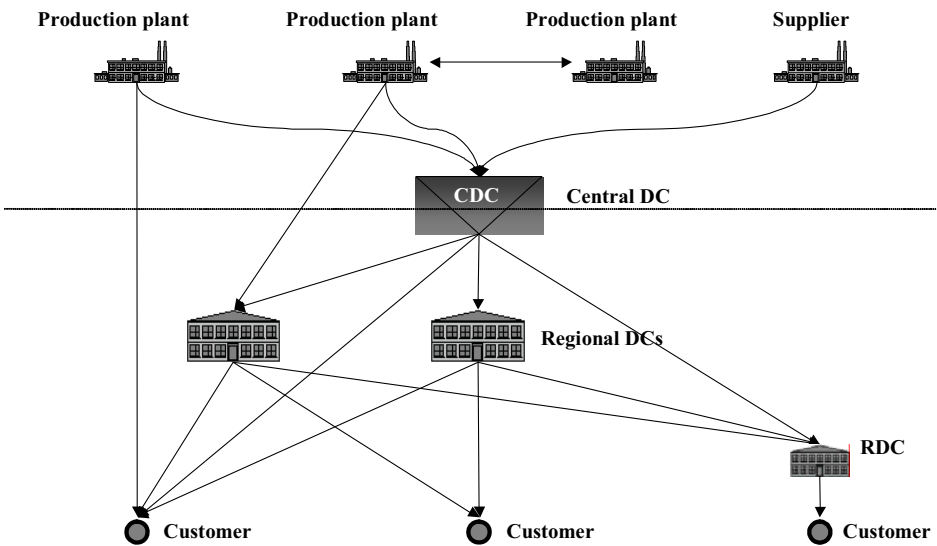 Production plant
Production plant
Production plant
Supplier
CDC
Central DC
Regional DCs
RDC
Customer
Customer
Customer